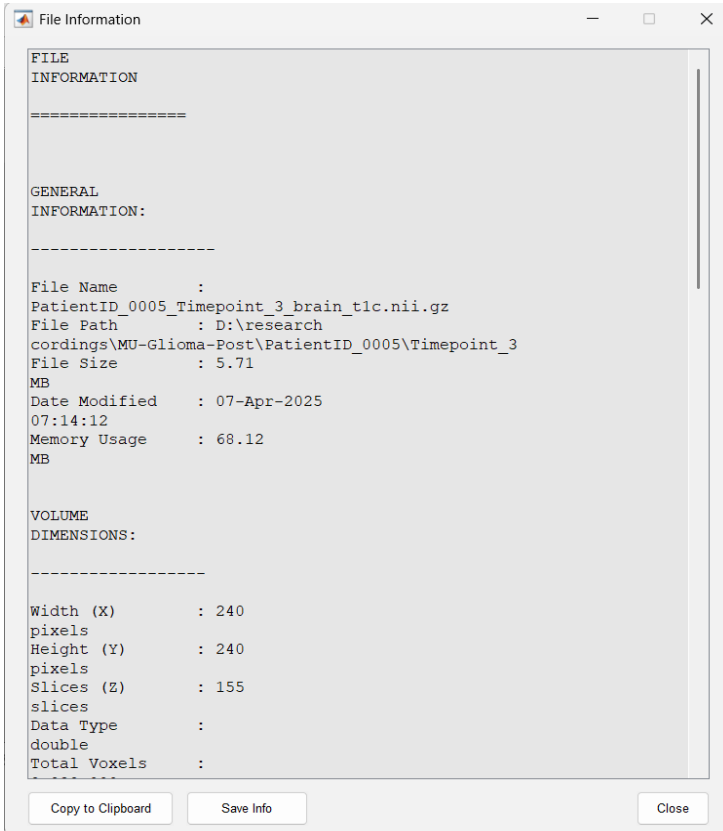 File Information
FILE
INFORMATION
================
GENERAL
INFORMATION:
-------------------
File Name        :
PatientID_0005_Timepoint_3_brain_t1c.nii.gz
File Path        : D:\research
cordings\MU-Glioma-Post\PatientID_0005\Timepoint_3
File Size        : 5.71
MB
Date Modified    : 07-Apr-2025
07:14:12
Memory Usage     : 68.12
MB
VOLUME
DIMENSIONS:
------------------
Width (X)        : 240
pixels
Height (Y)       : 240
pixels
Slices (Z)       : 155
slices
Data Type        :
double
Total Voxels     :
Copy to Clipboard
Save Info
Close